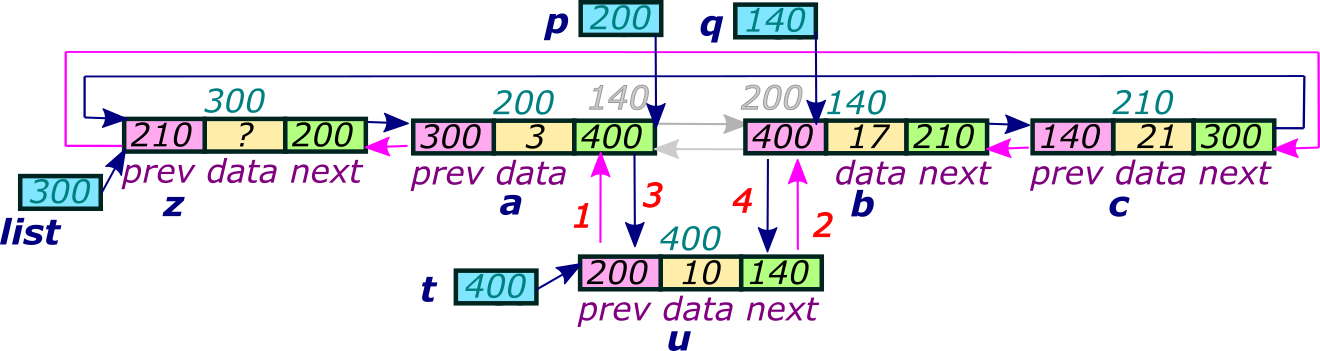 p 200 q 140
300 200 140 200 140 210
210 ? 200 300 3 400 400 17 210 140 21 300
prev data next prev data data next prev data next
300 z a b c
list 1 3 4 2
400
t 400 200 10 140
prev data next
u